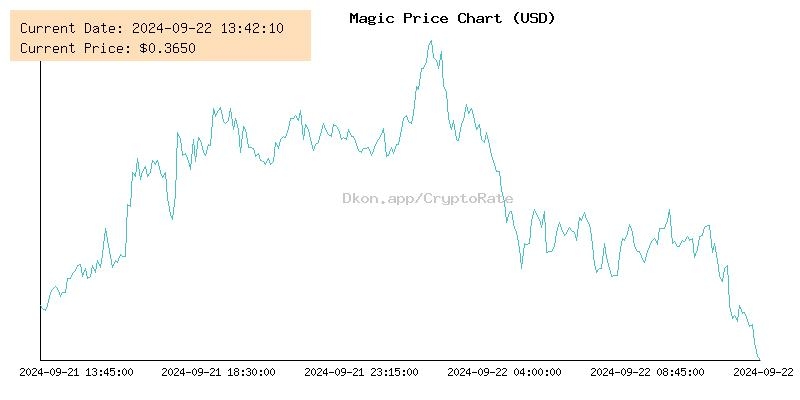 Magic Price Chart (USD)
Current Date: 2024-09-22 13:42:10
Current Price: $0.3650
Dkon.app/CryptoRate
2024-09-21 13:45:00 2024-09-21 18:30:00 2024-09-21 23:15:00 2024-09-22 04:00:00 2024-09-22 08:45:00 2024-09-22